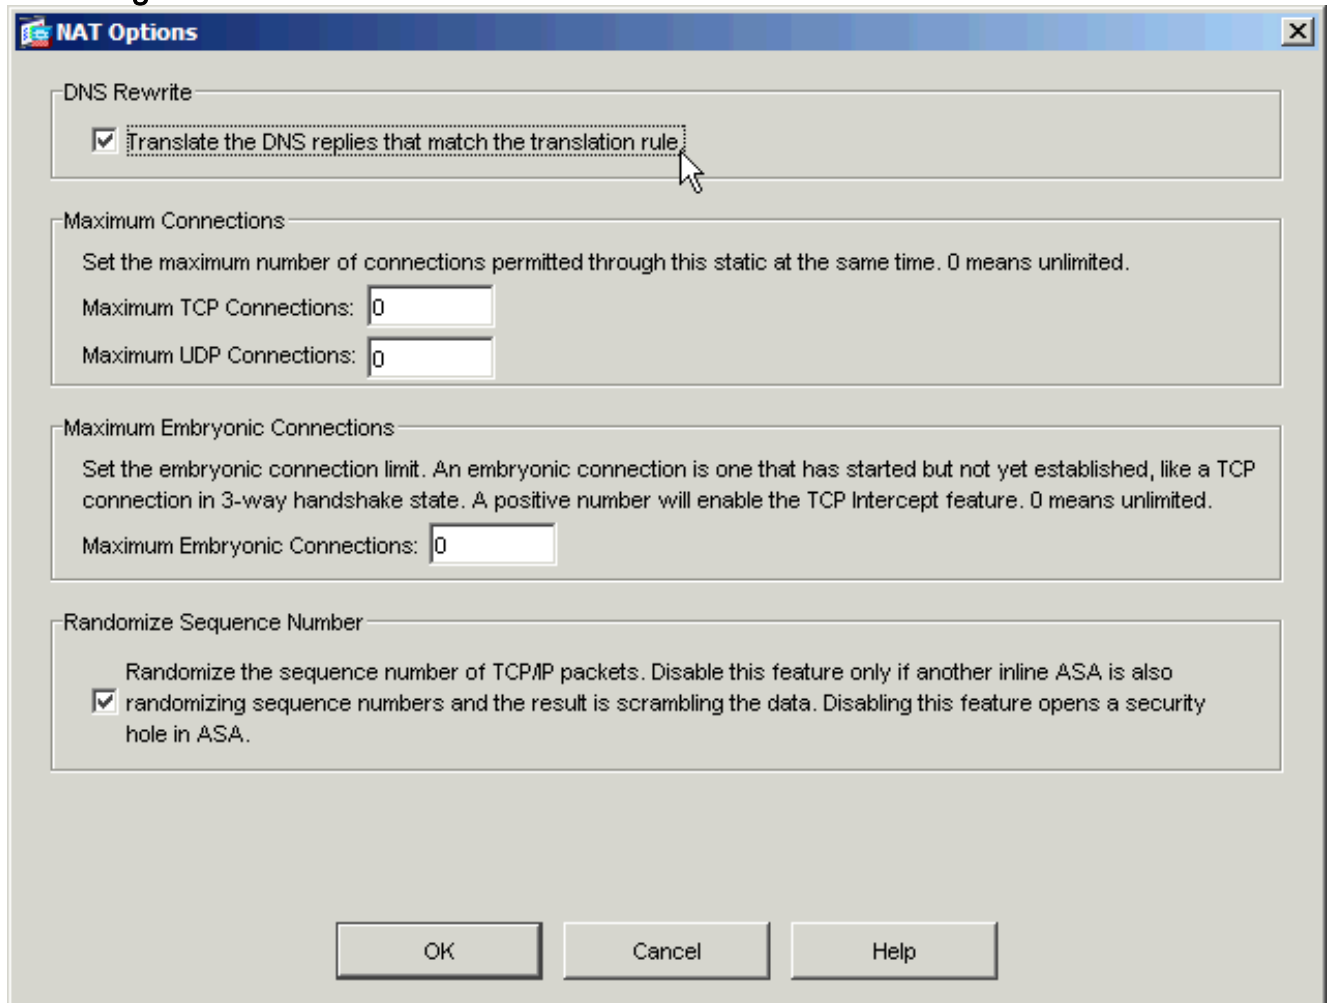 NAT Options
DNS Rewrite
Translate the DNS replies that match the translation rule.
Maximum Connections
Set the maximum number of connections permitted through this static at the same time. 0 means unlimited.
Maximum TCP Connections: 0
Maximum UDP Connections: 0
Maximum Embryonic Connections
Set the embryonic connection limit. An embryonic connection is one that has started but not yet established, like a TCP
connection in 3-way handshake state. A positive number will enable the TCP Intercept feature. 0 means unlimited.
Maximum Embryonic Connections: 0
Randomize Sequence Number
Randomize the sequence number of TCP/IP packets. Disable this feature only if another inline ASA is also
randomizing sequence numbers and the result is scrambling the data. Disabling this feature opens a security
hole in ASA.
OK Cancel Help